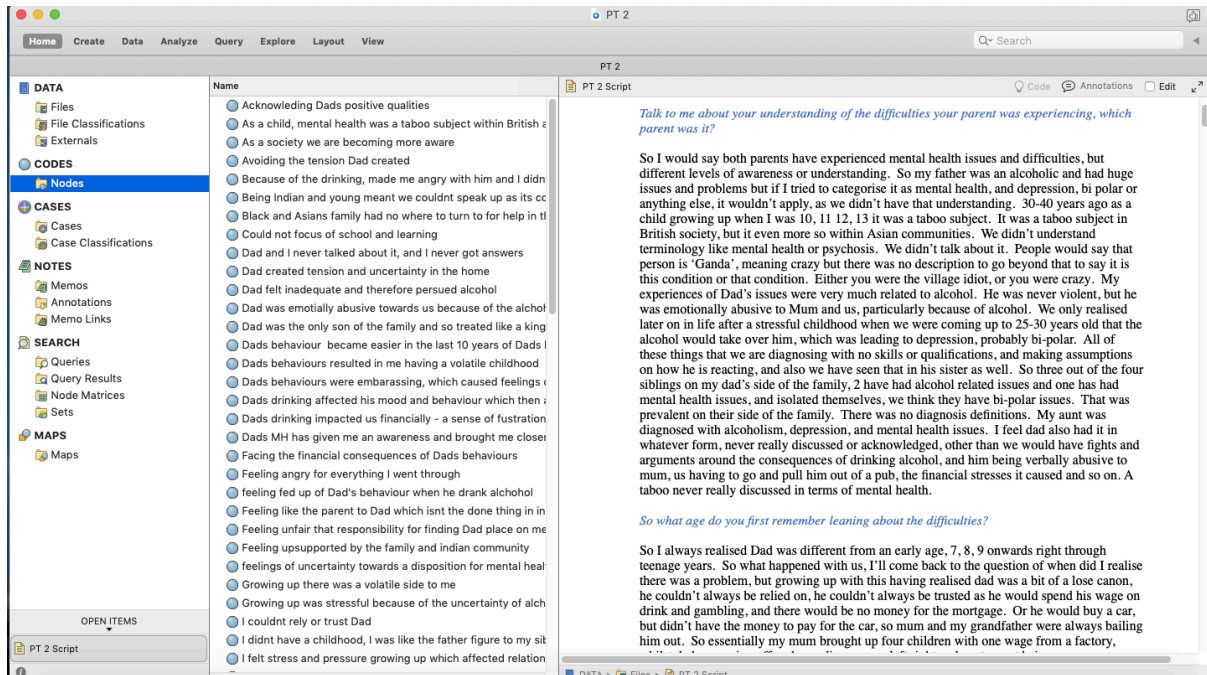 PT 2
Home Create Data Analyze Query Explore Layout View
Search
PT 2
DATA
Files
File Classifications
Externals
CODES
Nodes
CASES
Cases
Case Classifications
NOTES
Memos
Annotations
Memo Links
SEARCH
Queries
Query Results
Node Matrices
Sets
MAPS
Maps
OPEN ITEMS
PT 2 Script
Name
Acknowleding Dads positive qualities
As a child, mental health was a taboo subject within British a
As a society we are becoming more aware
Avoiding the tension Dad created
Because of the drinking, made me angry with him and I didn
Being Indian and young meant we couldnt speak up as its co
Black and Asians family had no where to turn to for help in th
Could not focus of school and learning
Dad and I never talked about it, and I never got answers
Dad created tension and uncertainty in the home
Dad felt inadequate and therefore persued alcohol
Dad was emotially abusive towards us because of the alcoh
Dad was the only son of the family and so treated like a king
Dads behaviour became easier in the last 10 years of Dads l
Dads behaviours resulted in me having a volatile childhood
Dads behaviours were embarassing, which caused feelings
Dads drinking affected his mood and behaviour which then
Dads drinking impacted us financially - a sense of fustration
Dads MH has given me an awareness and brought me closer
Facing the financial consequences of Dads behaviours
Feeling angry for everything I went through
feeling fed up of Dad's behaviour when he drank alchohol
Feeling like the parent to Dad which isnt the done thing in in
Feeling unfair that responsibility for finding Dad place on me
Feeling upsupported by the family and indian community
feelings of uncertainty towards a disposition for mental heal
Growing up there was a volatile side to me
Growing up was stressful because of the uncertainty of alch
I couldnt rely or trust Dad
I didnt have a childhood, I was like the father figure to my sib
I felt stress and pressure growing up which affected relation
PT 2 Script
Code Annotations Edit
Talk to me about your understanding of the difficulties your parent was experiencing, which
parent was it?
So I would say both parents have experienced mental health issues and difficulties, but
different levels of awareness or understanding. So my father was an alcoholic and had huge
issues and problems but if I tried to categorise it as mental health, and depression, bi polar or
anything else, it wouldn't apply, as we didn't have that understanding. 30-40 years ago as a
child growing up when I was 10, 11 12, 13 it was a taboo subject. It was a taboo subject in
British society, but it even more so within Asian communities. We didn't understand
terminology like mental health or psychosis. We didn't talk about it. People would say that
person is 'Ganda', meaning crazy but there was no description to go beyond that to say it is
this condition or that condition. Either you were the village idiot, or you were crazy. My
experiences of Dad's issues were very much related to alcohol. He was never violent, but he
was emotionally abusive to Mum and us, particularly because of alcohol. We only realised
later on in life after a stressful childhood when we were coming up to 25-30 years old that the
alcohol would take over him, which was leading to depression, probably bi-polar. All of
these things that we are diagnosing with no skills or qualifications, and making assumptions
on how he is reacting, and also we have seen that in his sister as well. So three out of the four
siblings on my dad's side of the family, 2 have had alcohol related issues and one has had
mental health issues, and isolated themselves, we think they have bi-polar issues. That was
prevalent on their side of the family. There was no diagnosis definitions. My aunt was
diagnosed with alcoholism, depression, and mental health issues. I feel dad also had it in
whatever form, never really discussed or acknowledged, other than we would have fights and
arguments around the consequences of drinking alcohol, and him being verbally abusive to
mum, us having to go and pull him out of a pub, the financial stresses it caused and so on. A
taboo never really discussed in terms of mental health.
So what age do you first remember leaning about the difficulties?
So I always realised Dad was different from an early age, 7, 8, 9 onwards right through
teenage years. So what happened with us, I'll come back to the question of when did I realise
there was a problem, but growing up with this having realised dad was a bit of a lose canon,
he couldn't always be relied on, he couldn't always be trusted as he would spend his wage on
drink and gambling, and there would be no money for the mortgage. Or he would buy a car,
but didn't have the money to pay for the car, so mum and my grandfather were always bailing
him out. So essentially my mum brought up four children with one wage from a factory,
DATA > Files > PT 2 Script